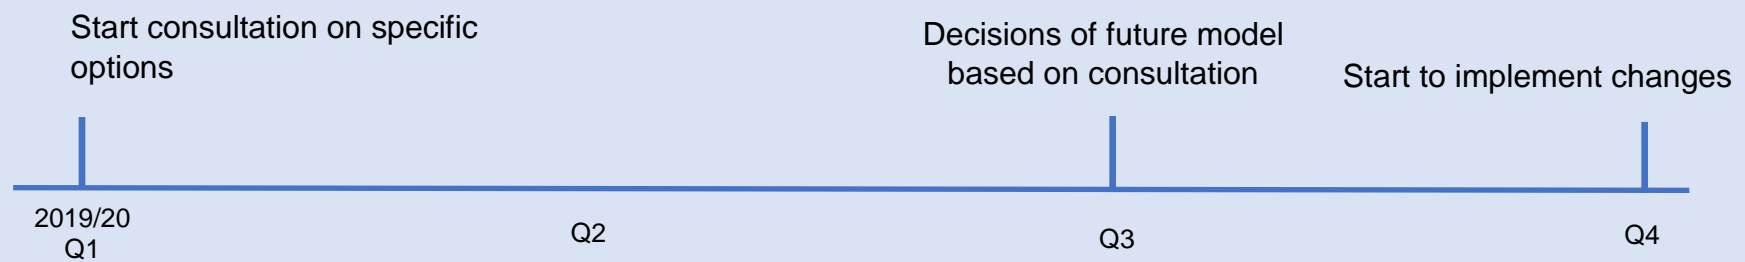 Start consultation on specific
options
Decisions of future model
based on consultation
Start to implement changes
2019/20
Q1
Q2
Q3
Q4